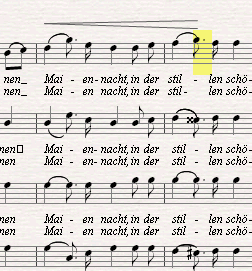 nen_ Mai - en-nacht, in der stil - len schö-
nen_ Mai - en-nacht, in der stil- len schö-
nen Mai - en-nacht, in der stil - len schö-
nen Mai - en-nacht, in der stil - len schö-
nen Mai - en nacht, in der stil - len schö-
nen Mai - en nacht, in der stil - len schö-